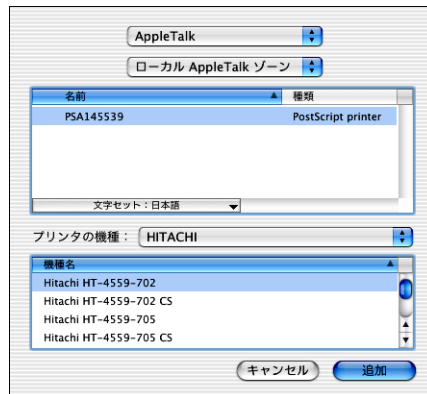 AppleTalk
ローカル AppleTalk ゾーン
名前 種類
PSA145539 PostScript printer
文字セット：日本語
プリンタの機種： HITACHI
機種名
Hitachi HT-4559-702
Hitachi HT-4559-702 CS
Hitachi HT-4559-705
Hitachi HT-4559-705 CS
キャンセル 追加